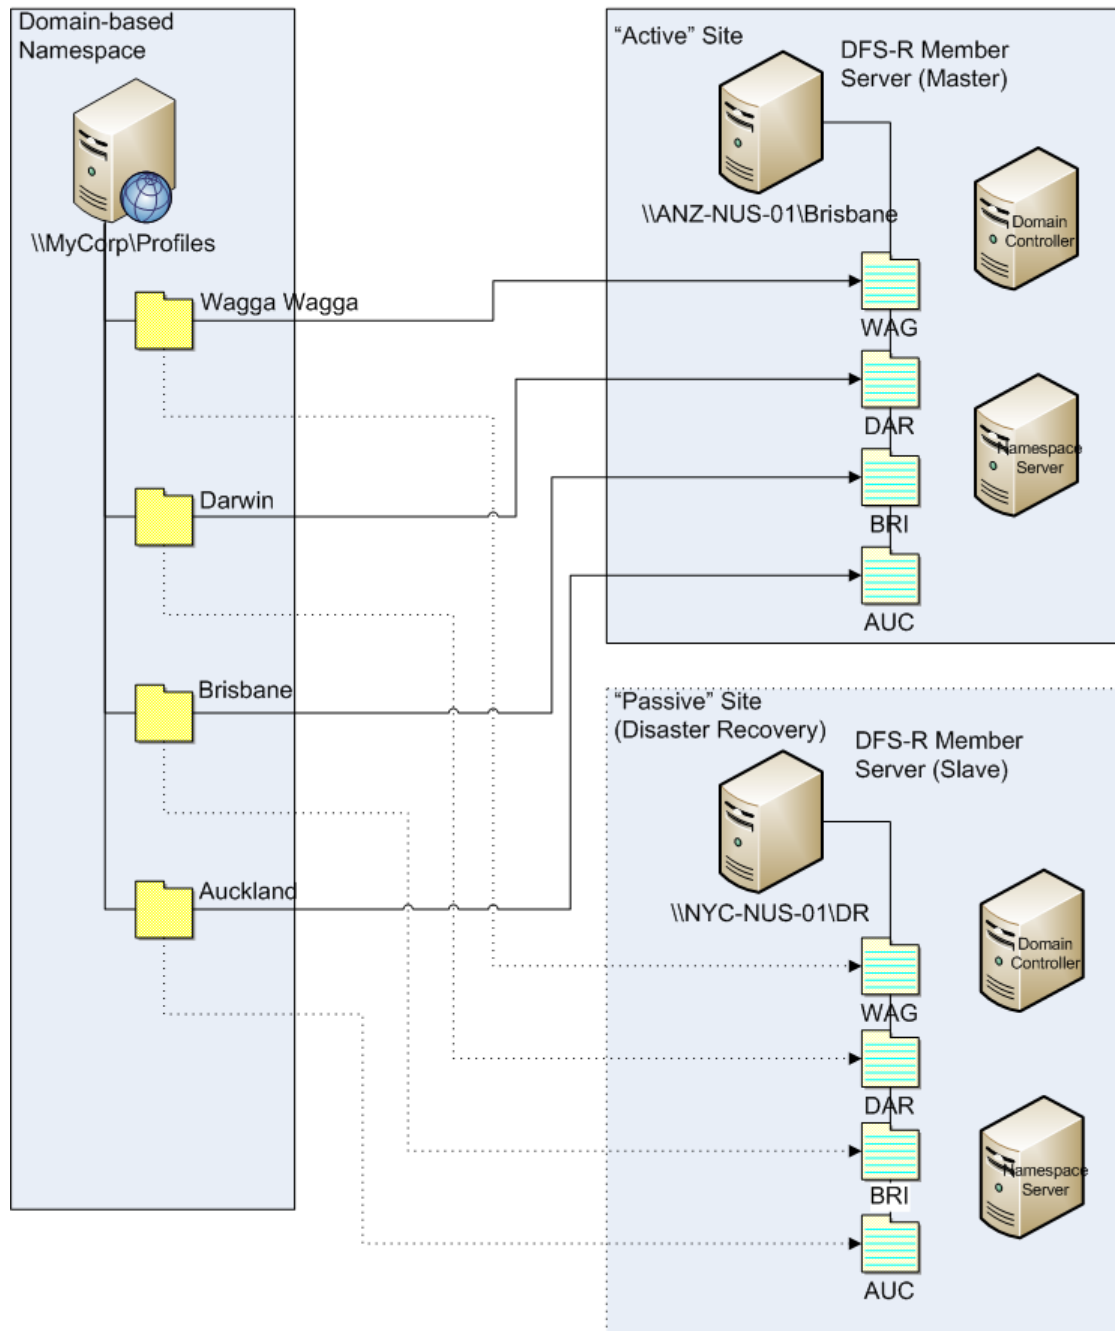 Domain-based
Namespace
\\MyCorp\Profiles
Wagga Wagga
Darwin
Brisbane
Auckland
“Active” Site
DFS-R Member
Server (Master)
\\ANZ-NUS-01\Brisbane
Domain
Controller
WAG
DAR
Namespace
Server
BRI
AUC
“Passive” Site
(Disaster Recovery)
DFS-R Member
Server (Slave)
\\NYC-NUS-01\DR
Domain
Controller
WAG
DAR
Namespace
Server
BRI
AUC